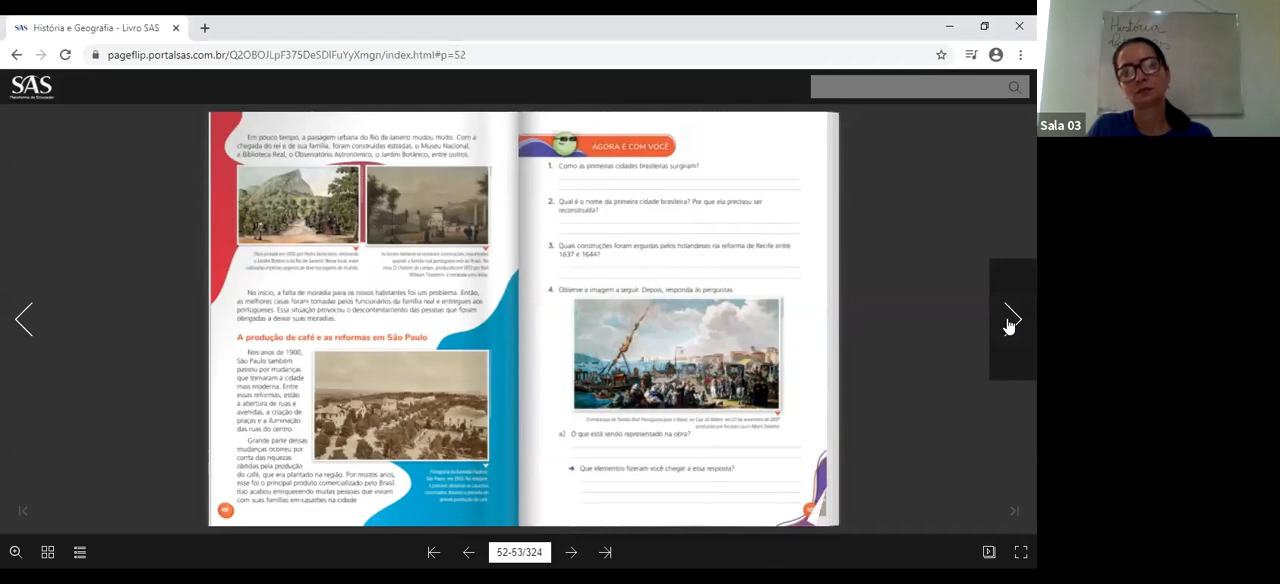 SAS História e Geografia - Livro SAS
pageflip.portalsas.com.br/Q2OBOJLpF375DeSDIFuYyXmgn/index.html#p=52
SAS
Plataforma de Educação
Sala 03
História
Em pouco tempo, a paisagem urbana do Rio de Janeiro mudou muito. Com a
chegada do rei e de sua família, foram construídas estradas, o Museu Nacional,
a Biblioteca Real, o Observatório Astronômico, o Jardim Botânico, entre outros.
No início, a falta de moradia para os novos habitantes foi um problema. Então,
as melhores casas foram tomadas pelos funcionários da família real e entregues aos
portugueses. Essa situação provocou o descontentamento das pessoas que foram
obrigadas a deixar suas moradias.
A produção de café e as reformas em São Paulo
Nos anos de 1900,
São Paulo também
passou por mudanças
que tornaram a cidade
mais moderna. Entre
essas reformas, estão
a abertura de ruas e
avenidas, a criação de
praças e a iluminação
das ruas do centro.
Grande parte dessas
mudanças ocorreu por
conta das riquezas
obtidas pela produção
do café, que era plantado na região. Por muitos anos,
esse foi o principal produto comercializado pelo Brasil.
Isso acabou enriquecendo muitas pessoas que viviam
com suas famílias em casarões na cidade
AGORA É COM VOCÊ
1. Como as primeiras cidades brasileiras surgiram?
2. Qual é o nome da primeira cidade brasileira? Por que ela precisou ser
reconstruída?
3. Quais construções foram erguidas pelos holandeses na reforma de Recife entre
1637 e 1644?
4. Observe a imagem a seguir. Depois, responda às perguntas.
a) O que está sendo representado na obra?
Que elementos fizeram você chegar a essa resposta?
52-53/324